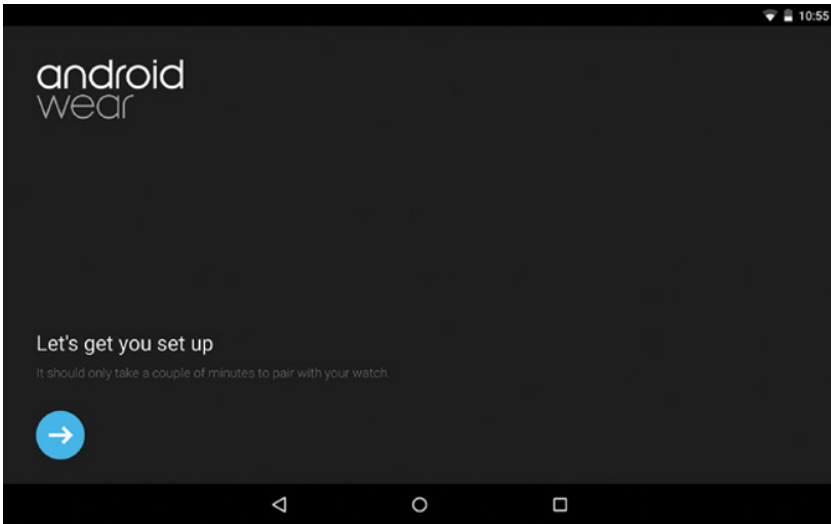 10:55
android
wear
Let's get you set up
It should only take a couple of minutes to pair with your watch.